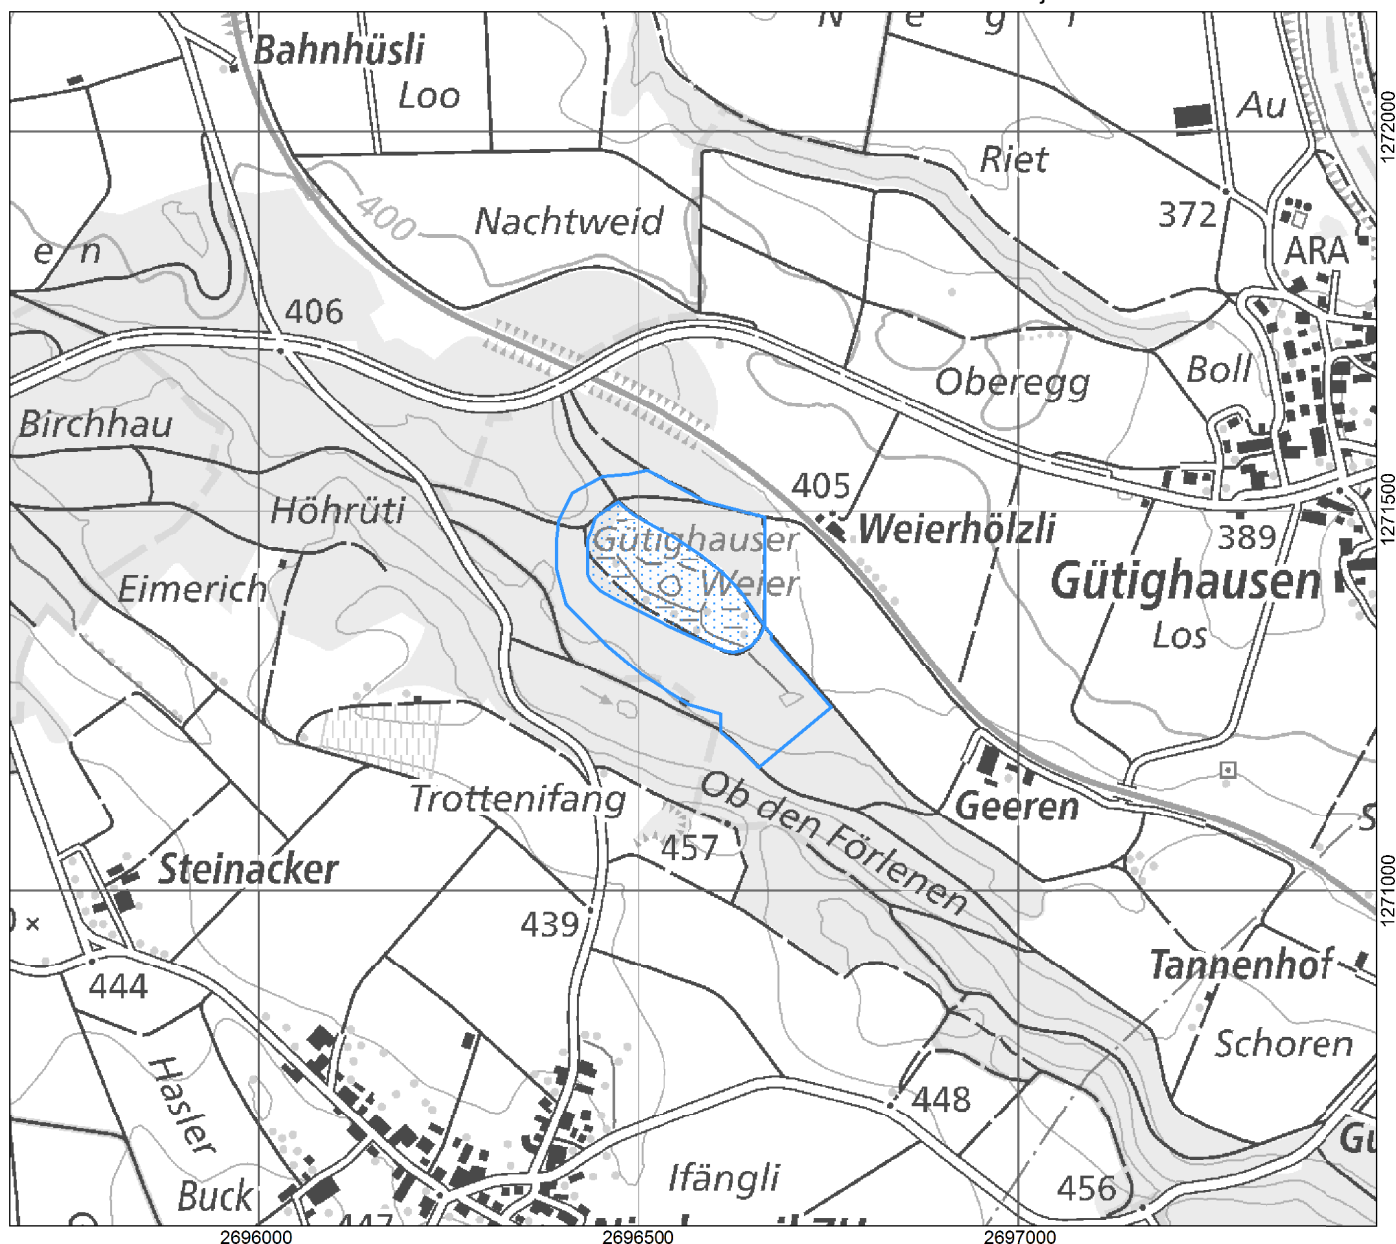 N e g i
Bahnhüsli
Loo
Au
1272000
Riet
400
Nachtweid
372
ARA
e n
406
Boll
Oberegg
Birchhau
405
Höhrüti
Weierhölzli
389
1271500
Gütighauser
Weier
Gütighausen
Eimerich
Los
Trottenifang
Ob den Förlenen
Geeren
457
Steinacker
439
1271000
Tannenhof
444
Schoren
Hasler
448
Ifängli
456
Buck
447
2696000
2696500
2697000